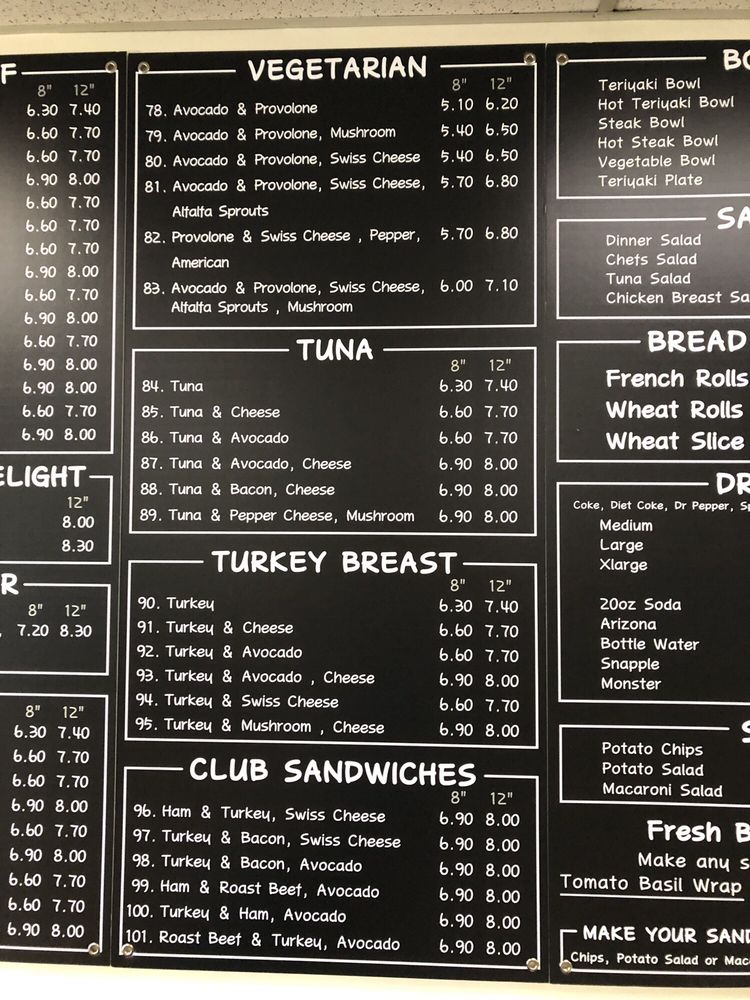 F
8" 12"
6.30 7.40
6.60 7.70
6.60 7.70
6.90 8.00
6.60 7.70
6.60 7.70
6.60 7.70
6.90 8.00
6.60 7.70
6.90 8.00
6.60 7.70
6.90 8.00
6.90 8.00
6.60 7.70
6.90 8.00
ELIGHT
12"
8.00
8.30
R
8" 12"
7.20 8.30
8" 12"
6.30 7.40
6.60 7.70
6.60 7.70
6.90 8.00
6.60 7.70
6.90 8.00
6.60 7.70
6.60 7.70
6.90 8.00
VEGETARIAN
8" 12"
78. Avocado & Provolone 5.10 6.20
79. Avocado & Provolone, Mushroom 5.40 6.50
80. Avocado & Provolone, Swiss Cheese 5.40 6.50
81. Avocado & Provolone, Swiss Cheese, 5.70 6.80
Alfalfa Sprouts
82. Provolone & Swiss Cheese , Pepper, 5.70 6.80
American
83. Avocado & Provolone, Swiss Cheese, 6.00 7.10
Alfalfa Sprouts , Mushroom
TUNA
8" 12"
84. Tuna 6.30 7.40
85. Tuna & Cheese 6.60 7.70
86. Tuna & Avocado 6.60 7.70
87. Tuna & Avocado, Cheese 6.90 8.00
88. Tuna & Bacon, Cheese 6.90 8.00
89. Tuna & Pepper Cheese, Mushroom 6.90 8.00
TURKEY BREAST
8" 12"
90. Turkey 6.30 7.40
91. Turkey & Cheese 6.60 7.70
92. Turkey & Avocado 6.60 7.70
93. Turkey & Avocado , Cheese 6.90 8.00
94. Turkey & Swiss Cheese 6.60 7.70
95. Turkey & Mushroom , Cheese 6.90 8.00
CLUB SANDWICHES
8" 12"
96. Ham & Turkey, Swiss Cheese 6.90 8.00
97. Turkey & Bacon, Swiss Cheese 6.90 8.00
98. Turkey & Bacon, Avocado 6.90 8.00
99. Ham & Roast Beef, Avocado 6.90 8.00
100. Turkey & Ham, Avocado 6.90 8.00
101. Roast Beef & Turkey, Avocado 6.90 8.00
BO
Teriyaki Bowl
Hot Teriyaki Bowl
Steak Bowl
Hot Steak Bowl
Vegetable Bowl
Teriyaki Plate
SA
Dinner Salad
Chefs Salad
Tuna Salad
Chicken Breast Sa
BREAD
French Rolls
Wheat Rolls
Wheat Slice
DR
Coke, Diet Coke, Dr Pepper, Sp
Medium
Large
Xlarge
20oz Soda
Arizona
Bottle Water
Snapple
Monster
S
Potato Chips
Potato Salad
Macaroni Salad
Fresh B
Make any s
Tomato Basil Wrap
MAKE YOUR SAND
Chips, Potato Salad or Mac